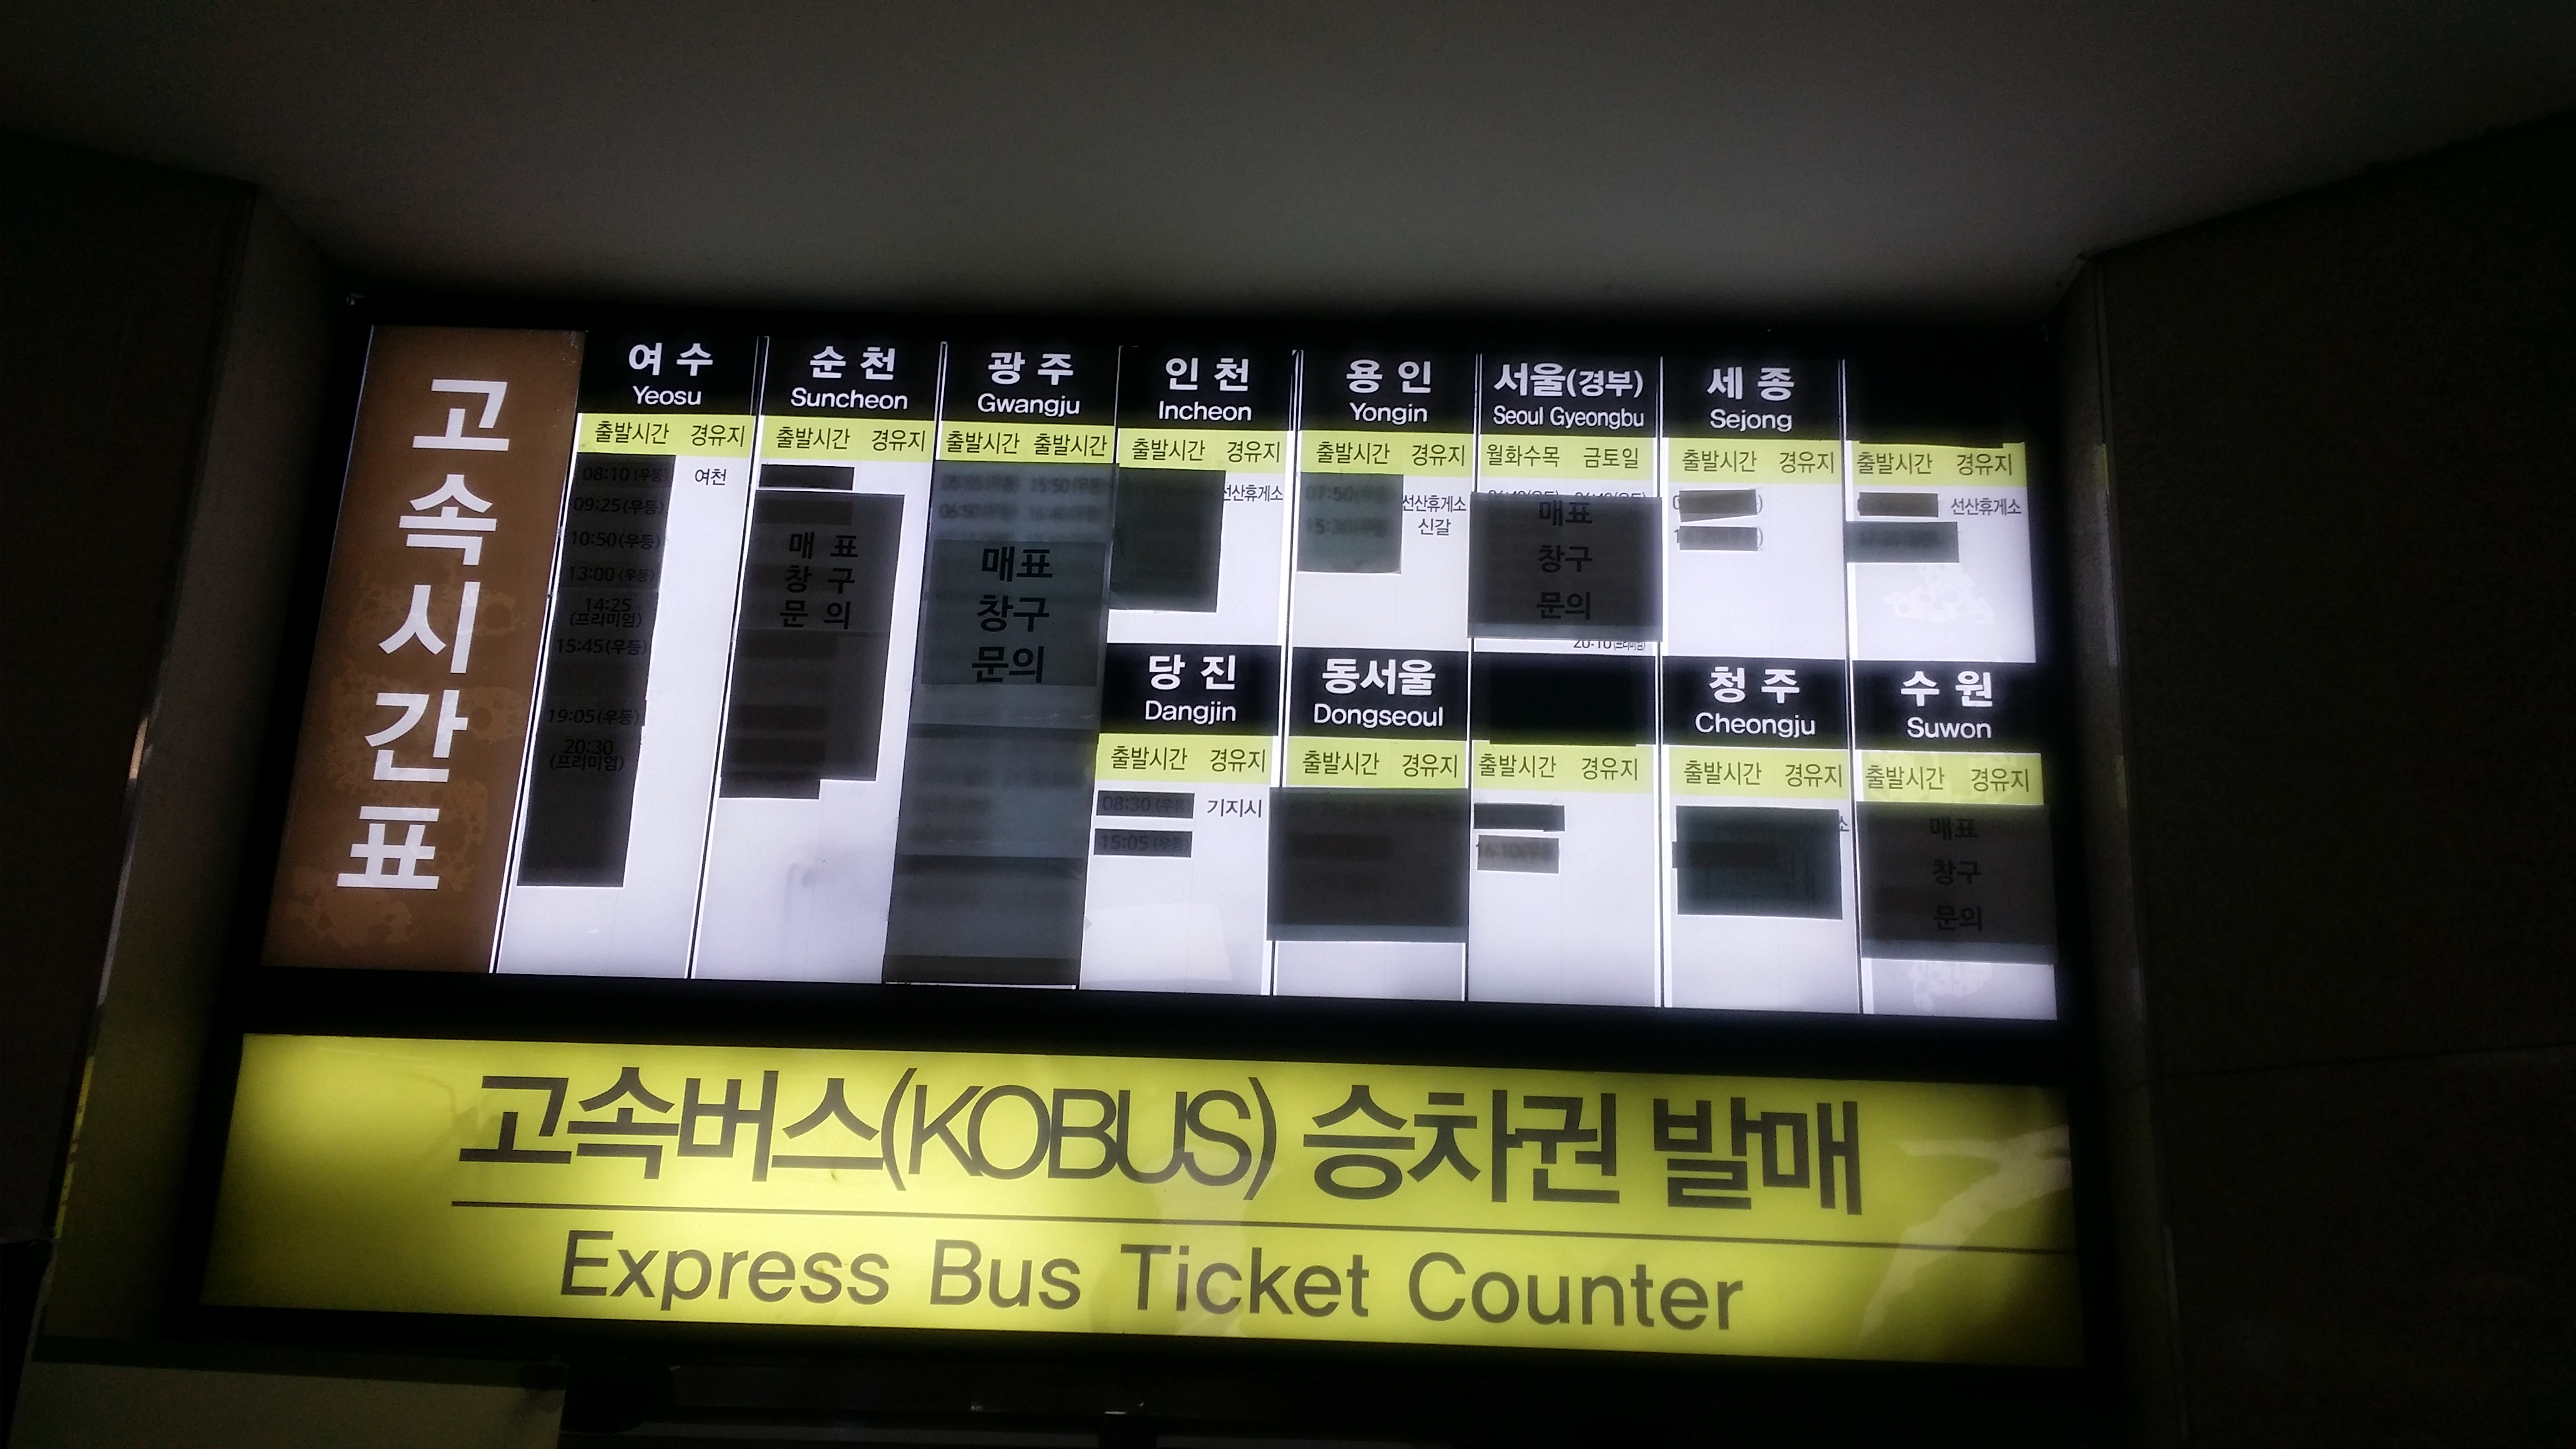 고속시간표
여수
Yeosu
출발시간 경유지
08:10 (우등) 여천
09:25 (우등)
10:50 (우등)
13:00 (우등)
14:25
(프리미엄)
15:45 (우등)
19:05 (우등)
20:30
(프리미엄)
순천
Suncheon
출발시간 경유지
매표
창구
문의
광주
Gwangju
출발시간 출발시간
15:50
06:50
매표
창구
문의
인천
Incheon
출발시간 경유지
선산휴게소
용인
Yongin
출발시간 경유지
07:50 선산휴게소
15:30 신갈
서울(경부)
Seoul Gyeongbu
월화수목 금토일
매표
창구
문의
세종
Sejong
출발시간 경유지
출발시간 경유지
선산휴게소
당진
Dangjin
출발시간 경유지
08:30 (우등) 기지시
15:05 (우등)
동서울
Dongseoul
출발시간 경유지
출발시간 경유지
청주
Cheongju
출발시간 경유지
수원
Suwon
출발시간 경유지
매표
창구
문의
고속버스(KOBUS) 승차권 발매
Express Bus Ticket Counter